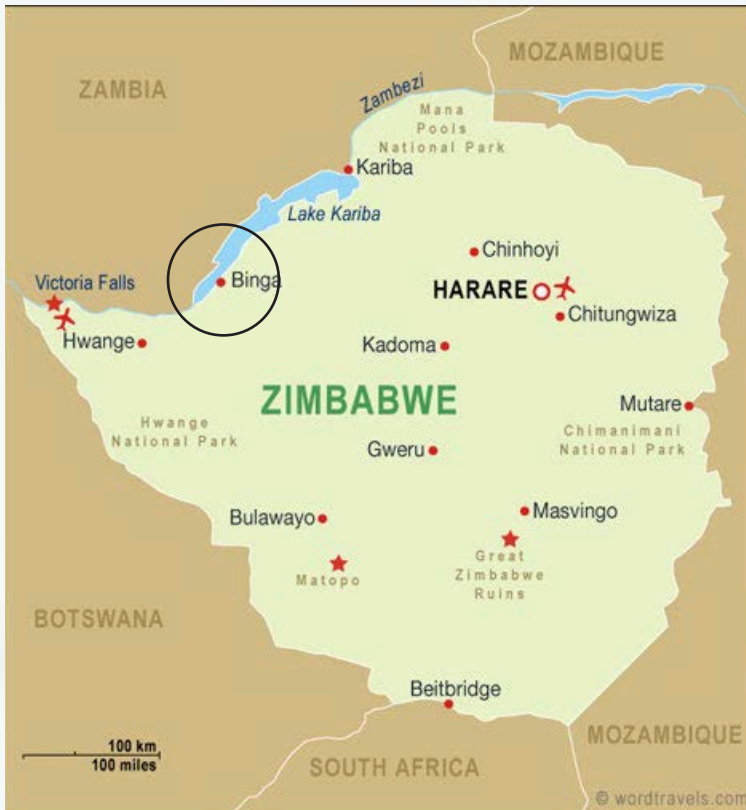 MOZAMBIQUE
ZAMBIA
Zambezi
Mana
Pools
National Park
Kariba
Lake Kariba
Chinhoyi
Victoria Falls
Binga
HARARE
Chitungwiza
Hwange
Kadoma
ZIMBABWE
Mutare
Hwange
National Park
Chimanimani
National Park
Gweru
Bulawayo
Masvingo
Matopo
Great
Zimbabwe
Ruins
BOTSWANA
Beitbridge
MOZAMBIQUE
100 km
100 miles
SOUTH AFRICA
© wordtravels.com